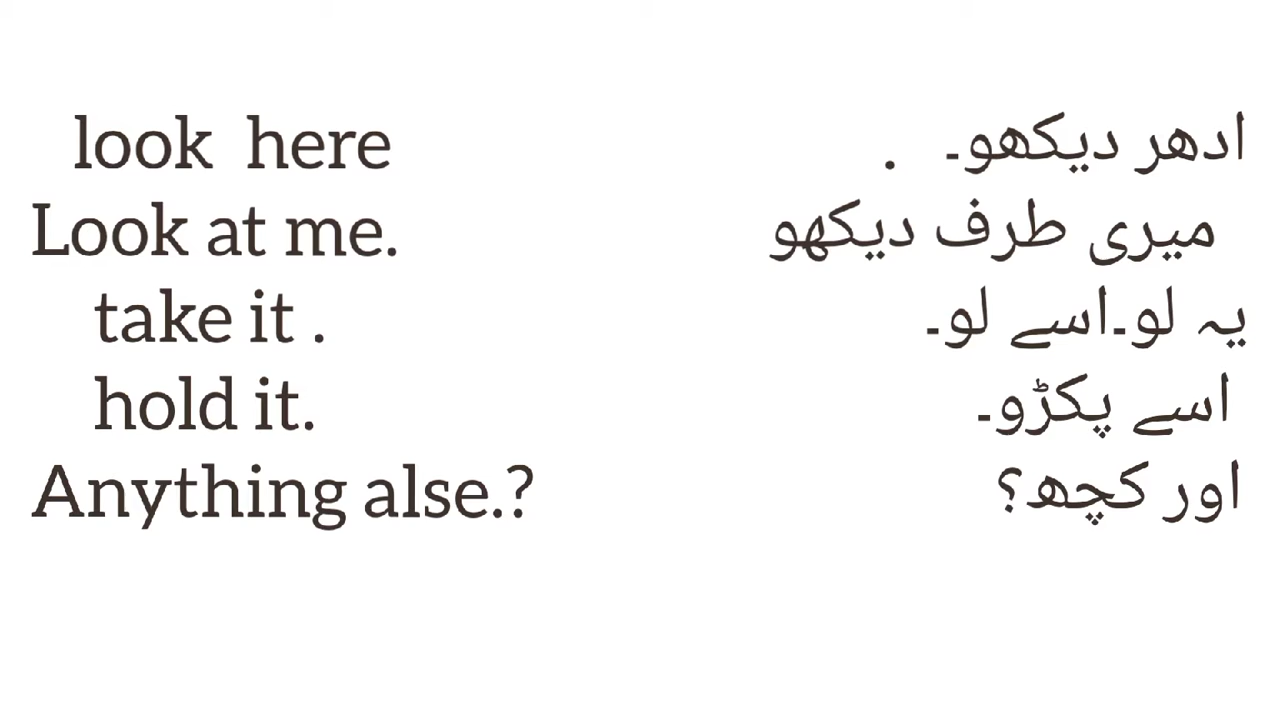 look here ادھر دیکھو۔ .
Look at me. میری طرف دیکھو
take it . یہ لو۔اسے لو۔
hold it. اسے پکڑو۔
Anything alse.? اور کچھ؟